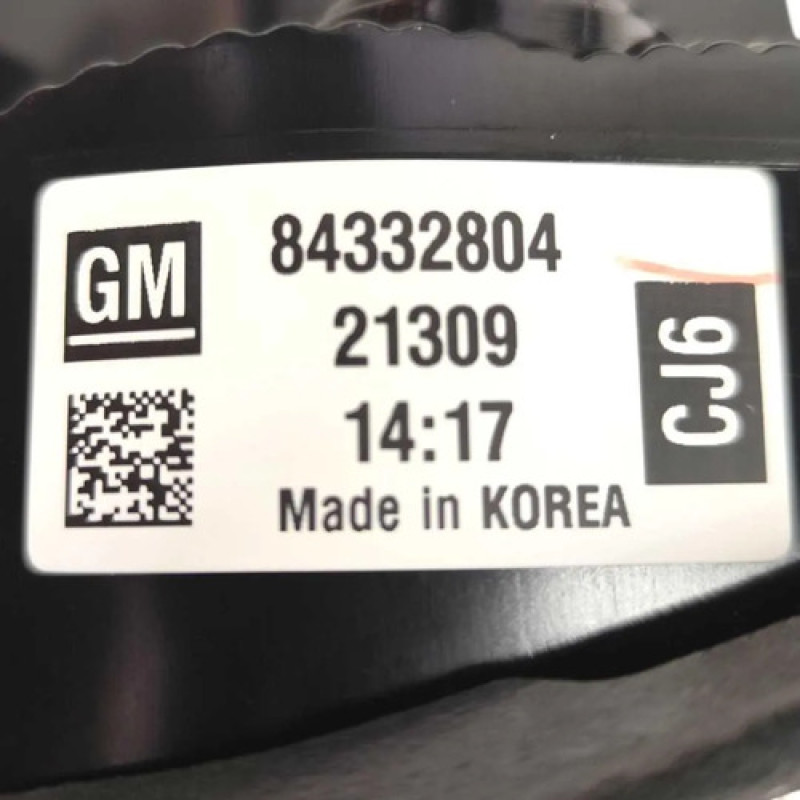 GM
84332804
21309
14:17
Made in KOREA
CJ6